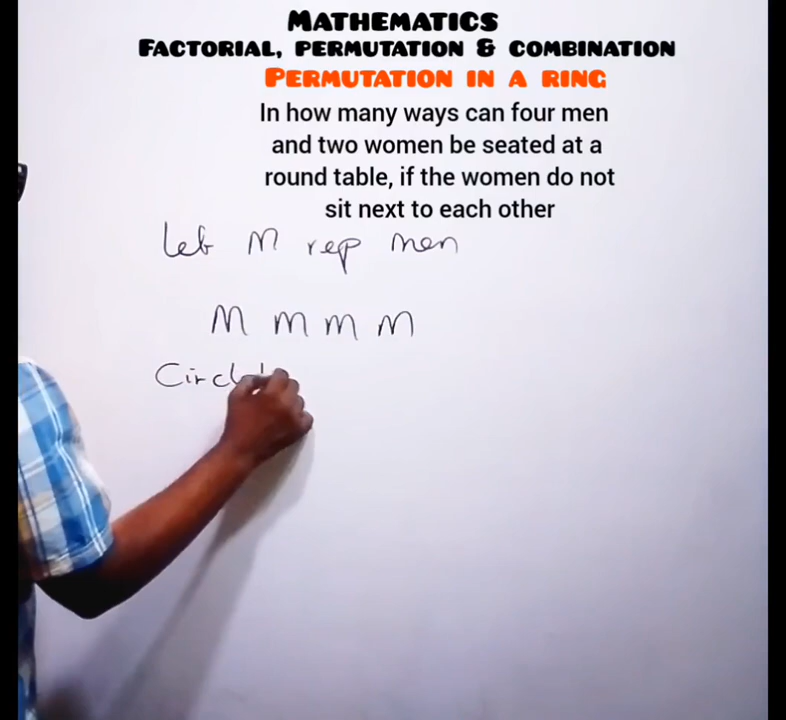 MATHEMATICS
FACTORIAL, PERMUTATION & COMBINATION
PERMUTATION IN A RING
In how many ways can four men
and two women be seated at a
round table, if the women do not
sit next to each other
let M rep men
M M M M